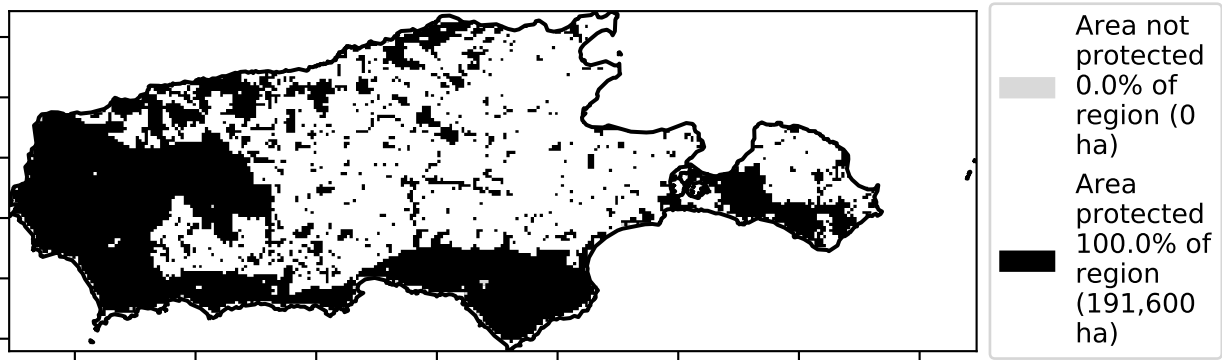 Area not
protected
0.0% of
region (0
ha)
Area
protected
100.0% of
region
(191,600
ha)